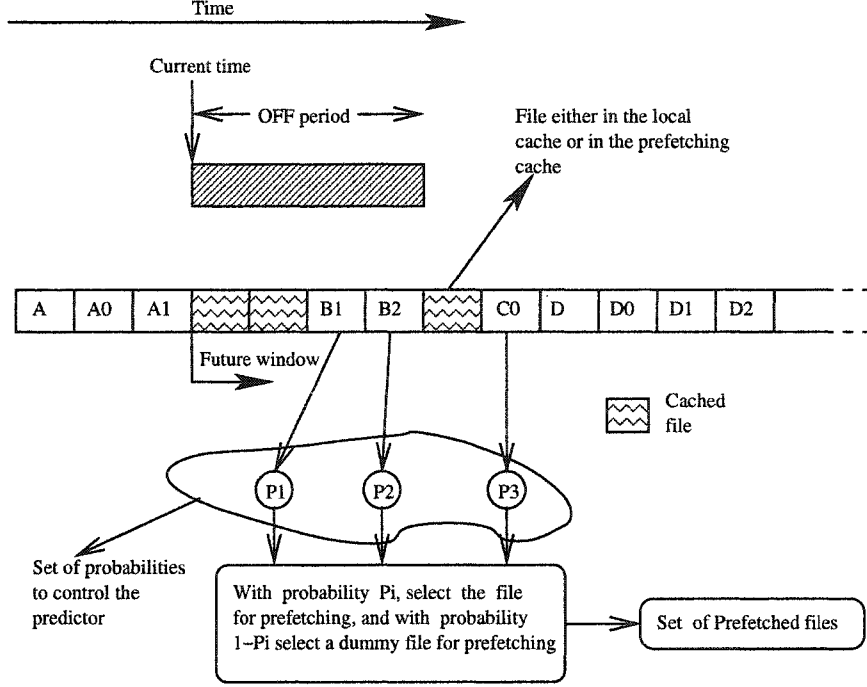 Time
Current time
OFF period
File either in the local
cache or in the prefetching
cache
A A0 A1 B1 B2 C0 D D0 D1 D2
Future window
Cached
file
P1 P2 P3
Set of probabilities
to control the
predictor
With probability Pi, select the file
for prefetching, and with probability
1-Pi select a dummy file for prefetching
Set of Prefetched files